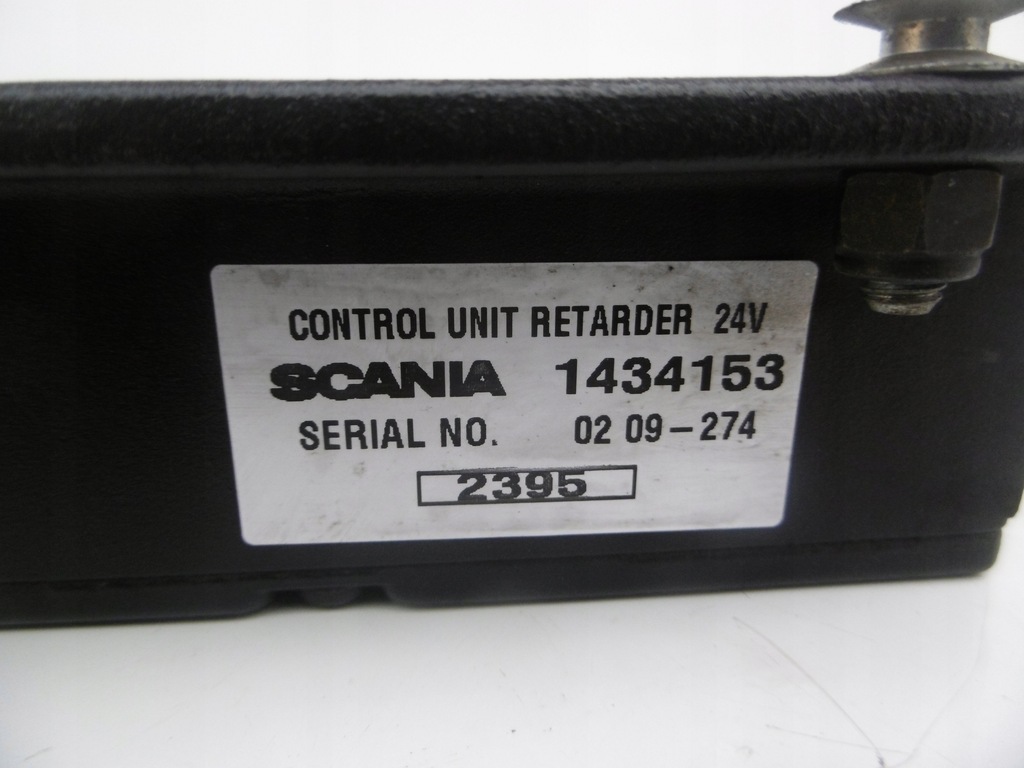 CONTROL UNIT RETARDER 24V
SCANIA 1434153
SERIAL NO. 02 09-274
2395